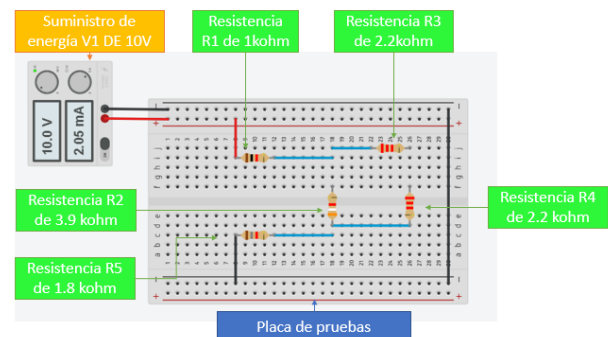 Suministro de
energía V1 DE 10V
Resistencia
R1 de 1kohm
Resistencia R3
de 2.2kohm
10.0 V
2.05 mA
Resistencia R2
de 3.9 kohm
Resistencia R4
de 2.2 kohm
Resistencia R5
de 1.8 kohm
Placa de pruebas